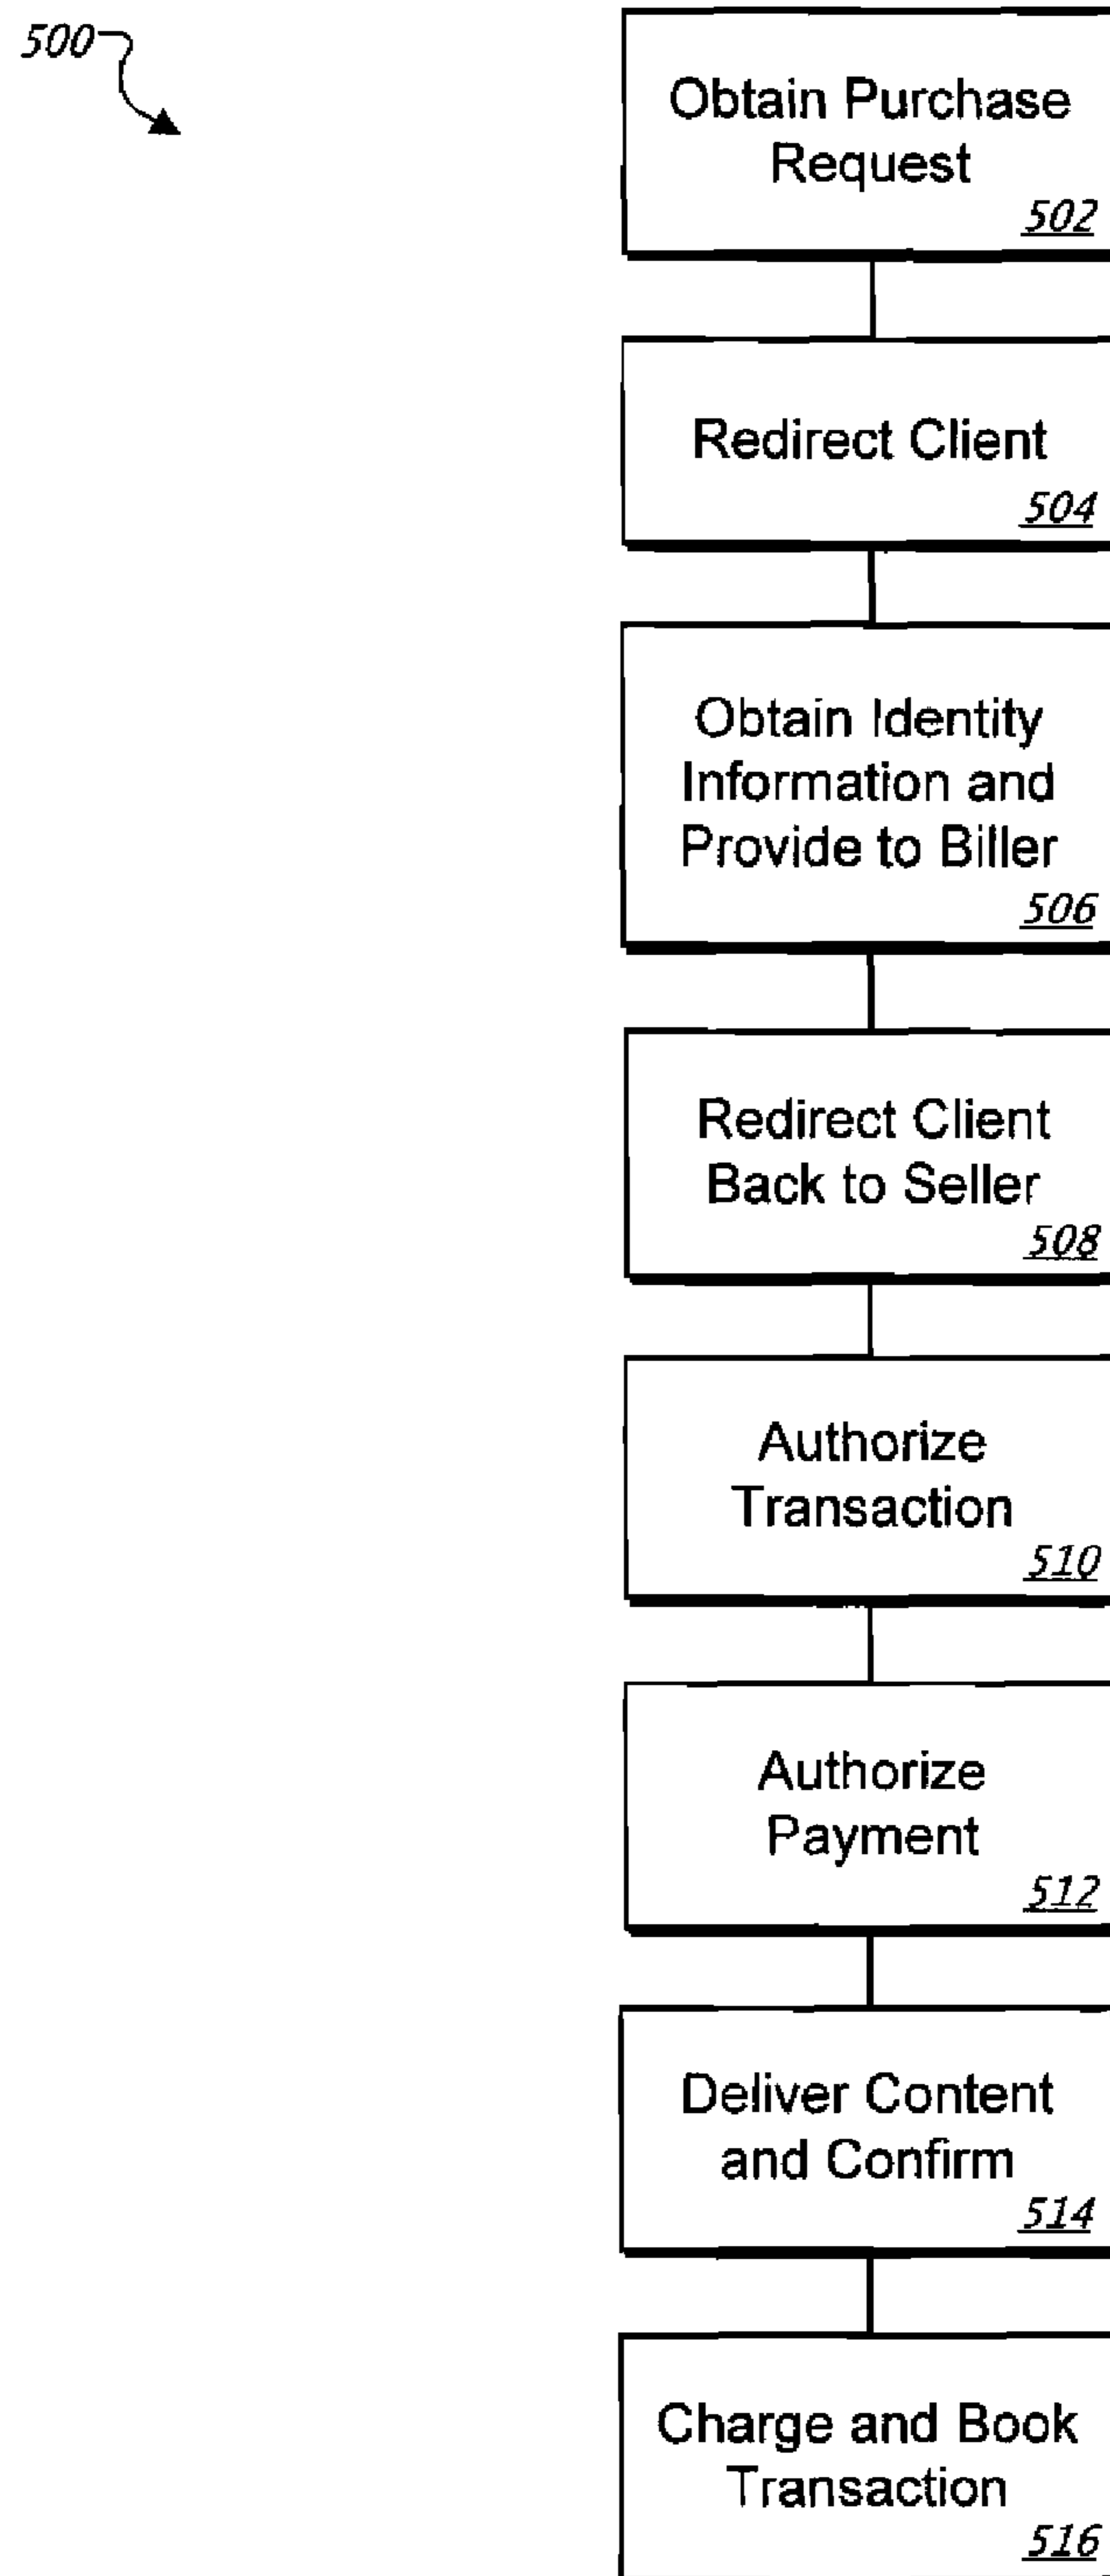 500
Obtain Purchase
Request
502
Redirect Client
504
Obtain Identity
Information and
Provide to Biller
506
Redirect Client
Back to Seller
508
Authorize
Transaction
510
Authorize
Payment
512
Deliver Content
and Confirm
514
Charge and Book
Transaction
516